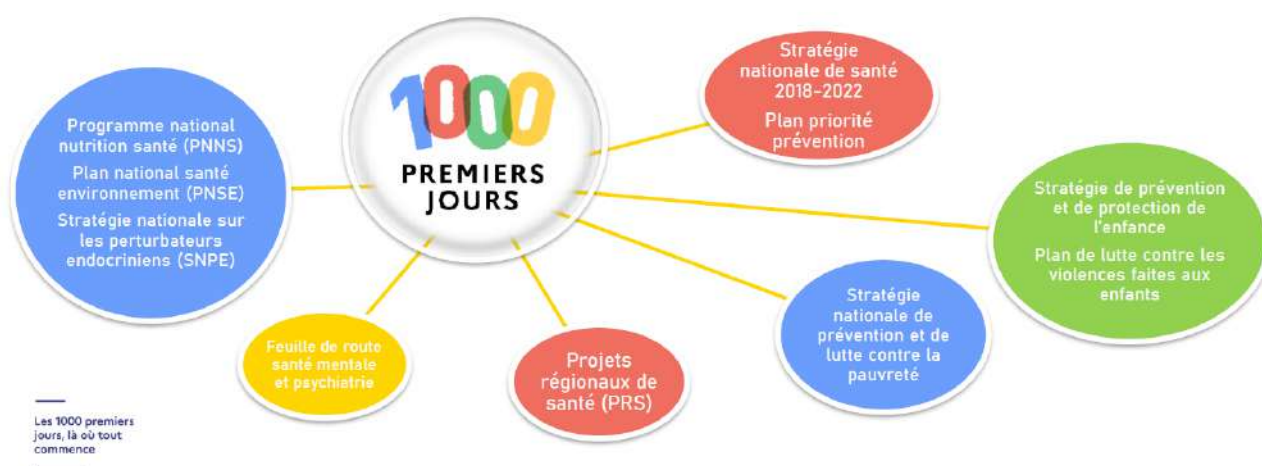 1000
PREMIERS
JOURS
Programme national
nutrition santé (PNNS)
Plan national santé
environnement (PNSE)
Stratégie nationale sur
les perturbateurs
endocriniens (SNPE)
Feuille de route
santé mentale
et psychiatrie
Projets
régionaux de
santé (PRS)
Stratégie
nationale de
prévention et de
lutte contre la
pauvreté
Stratégie
nationale de santé
2018-2022
Plan priorité
prévention
Stratégie de prévention
et de protection de
l'enfance
Plan de lutte contre les
violences faites aux
enfants
Les 1000 premiers
jours, là où tout
commence